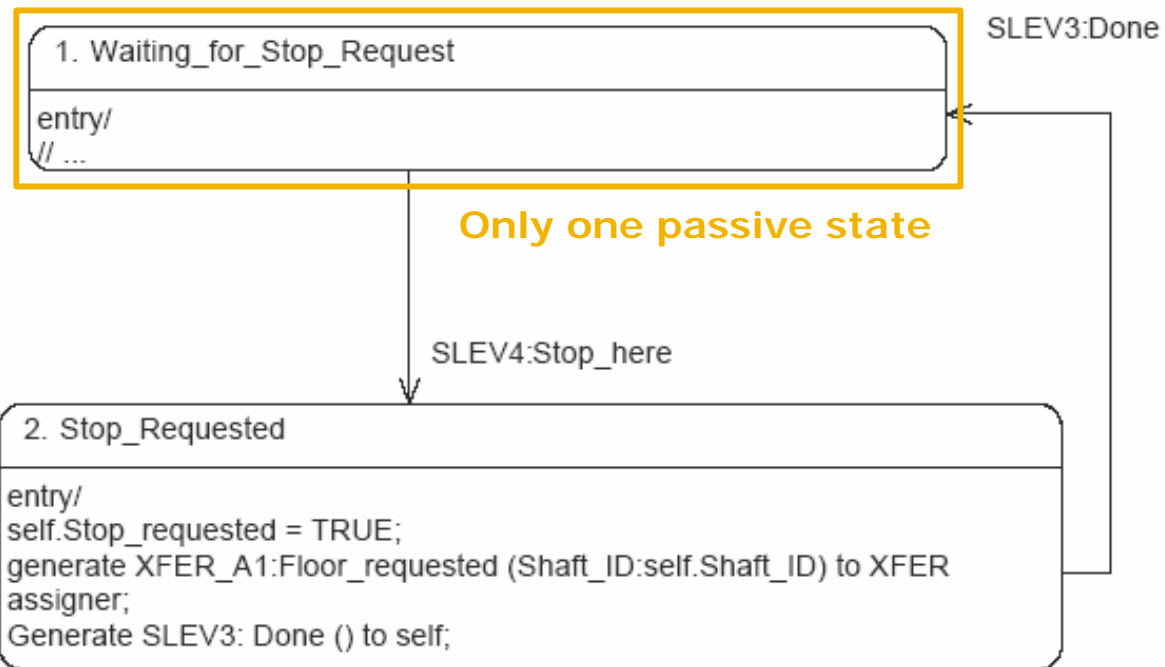 SLEV3:Done
1. Waiting_for_Stop_Request
entry/
// ...
Only one passive state
SLEV4:Stop_here
2. Stop_Requested
entry/
self.Stop_requested = TRUE;
generate XFER_A1:Floor_requested (Shaft_ID:self.Shaft_ID) to XFER
assigner;
Generate SLEV3: Done () to self;